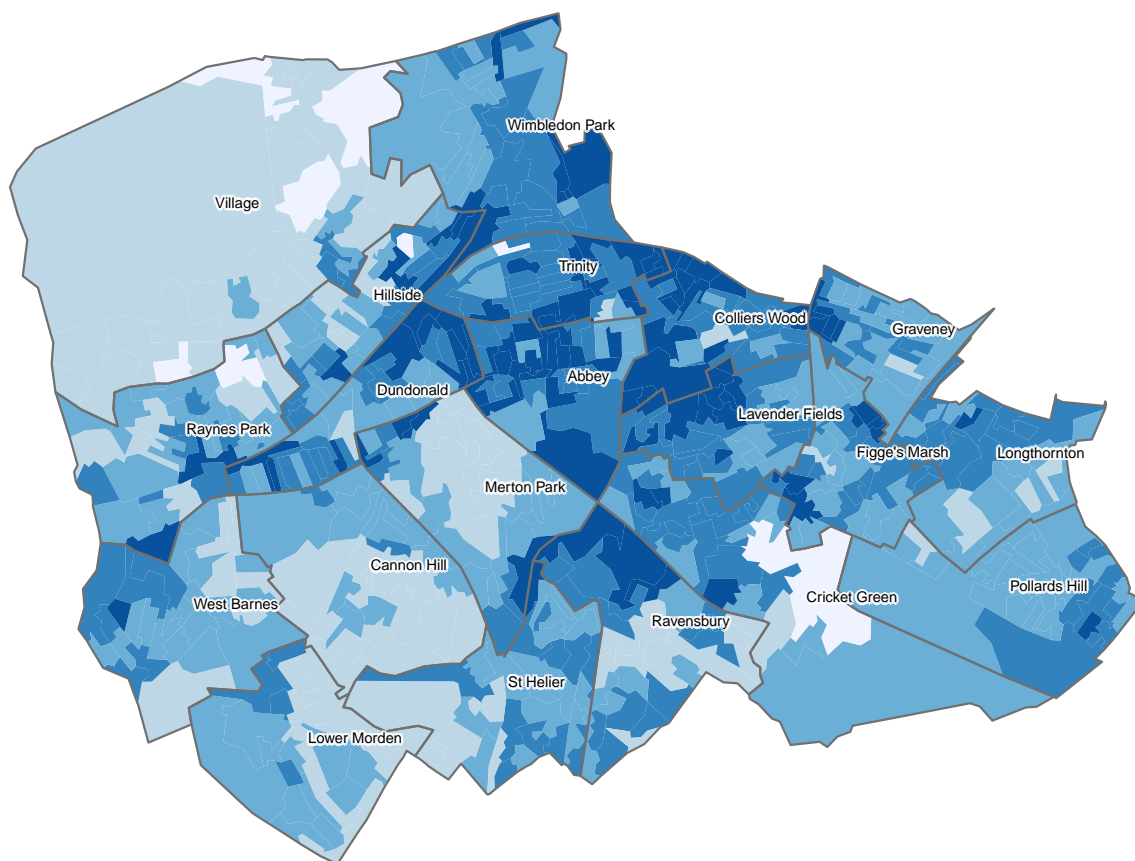 Wimbledon Park
Village
Trinity
Hillside
Colliers Wood
Graveney
Abbey
Dundonald
Lavender Fields
Raynes Park
Figge's Marsh
Longthornton
Merton Park
Cannon Hill
Pollards Hill
Cricket Green
West Barnes
Ravensbury
St Helier
Lower Morden